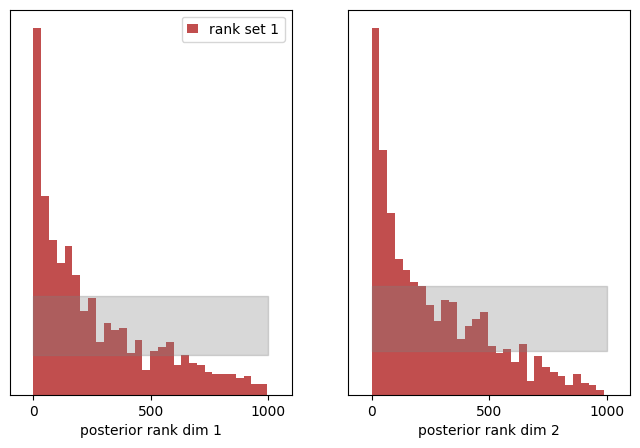 rank set 1
0 500 1000
posterior rank dim 1
0 500 1000
posterior rank dim 2